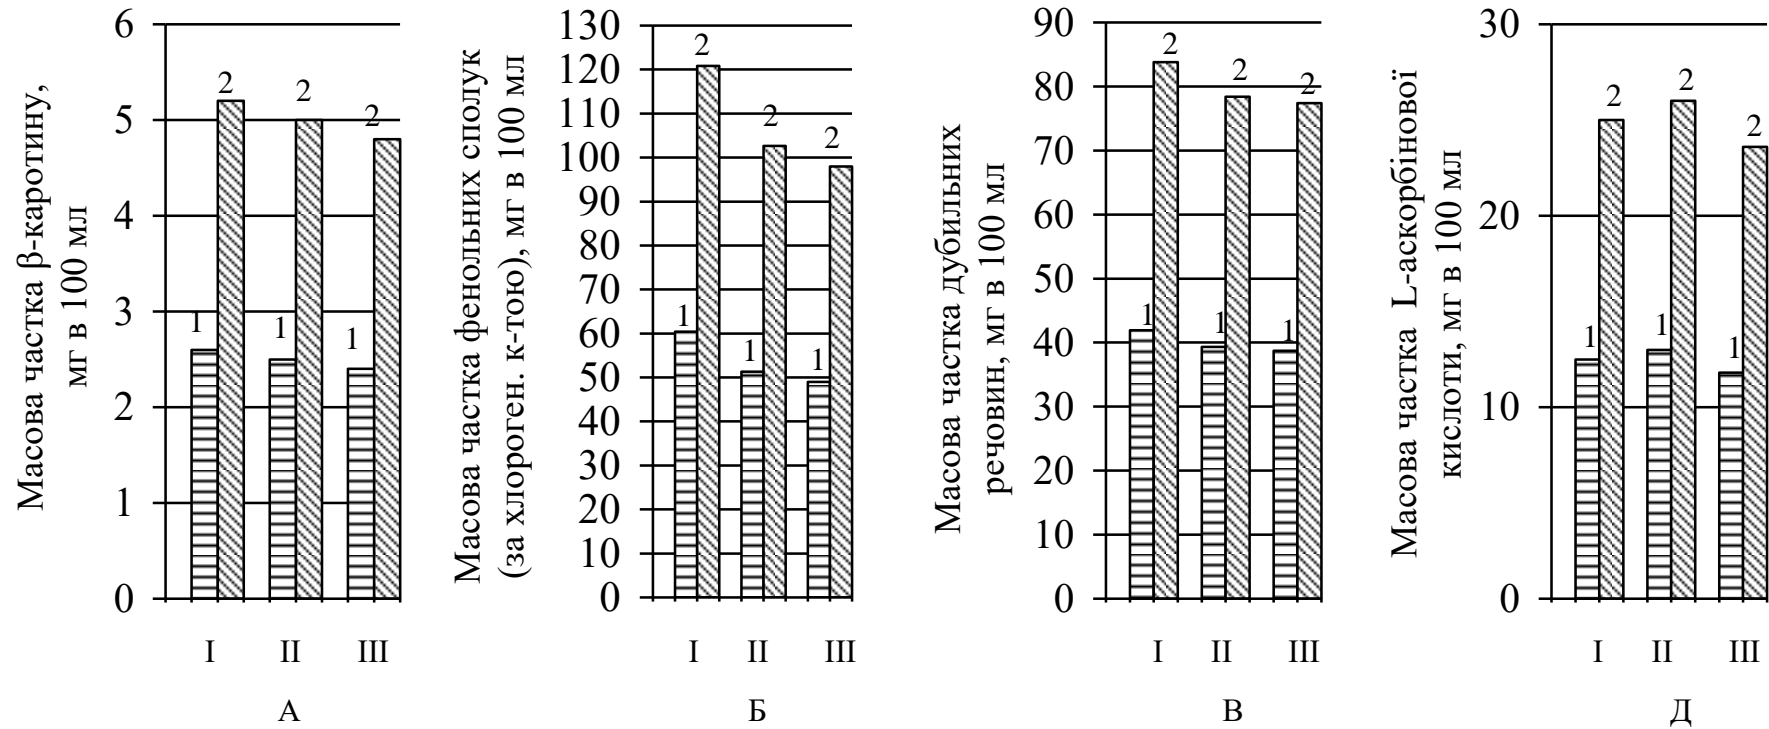 Масова частка β-каротину,
мг в 100 мл
6
5
4
3
2
1
0
1
2
1
2
1
2
I
II
III
А
Масова частка фенольних сполук
(за хлороген. к-тою), мг в 100 мл
130
120
110
100
90
80
70
60
50
40
30
20
10
0
1
2
1
2
1
2
I
II
III
Б
Масова частка дубильних
речовин, мг в 100 мл
90
80
70
60
50
40
30
20
10
0
1
2
1
2
1
2
I
II
III
В
Масова частка L-аскорбінової
кислоти, мг в 100 мл
30
20
10
0
1
2
1
2
1
2
I
II
III
Д